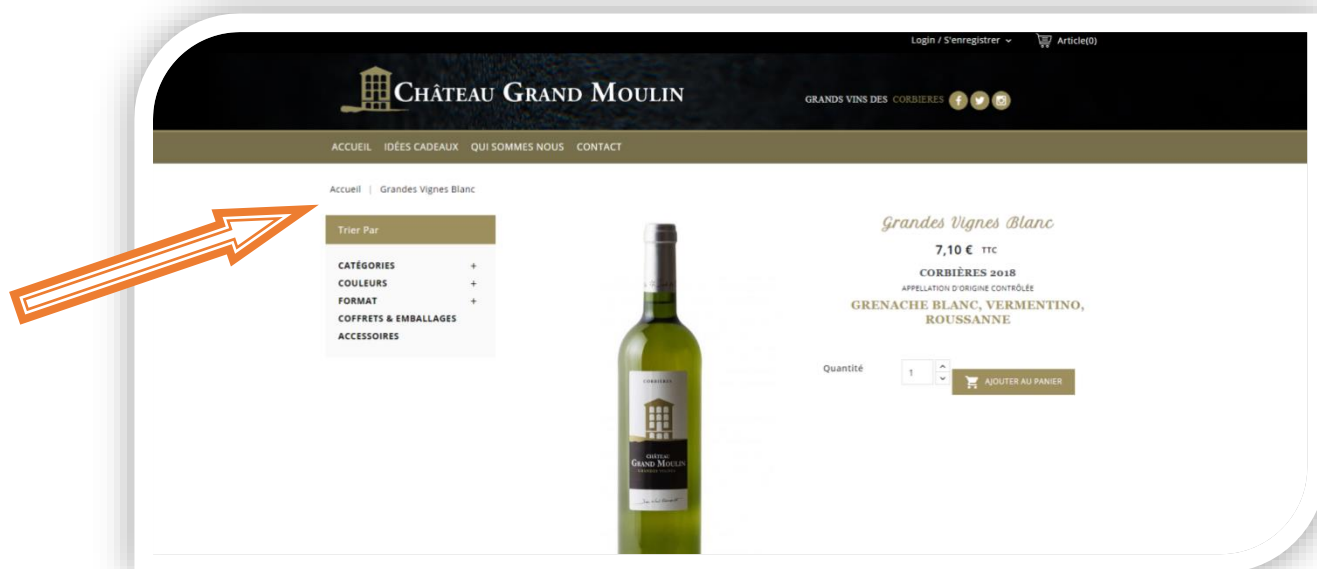 Login / S'enregistrer
Article(0)
CHÂTEAU GRAND MOULIN
GRANDS VINS DES CORBIERES
ACCUEIL IDÉES CADEAUX QUI SOMMES NOUS CONTACT
Accueil | Grandes Vignes Blanc
Trier Par
CATÉGORIES +
COULEURS +
FORMAT +
COFFRETS & EMBALLAGES
ACCESSOIRES
CORBIÈRES
CHÂTEAU
GRAND MOULIN
Grandes Vignes Blanc
7,10 € TTC
CORBIÈRES 2018
APPELLATION D'ORIGINE CONTRÔLÉE
GRENACHE BLANC, VERMENTINO,
ROUSSANNE
Quantité
1
AJOUTER AU PANIER